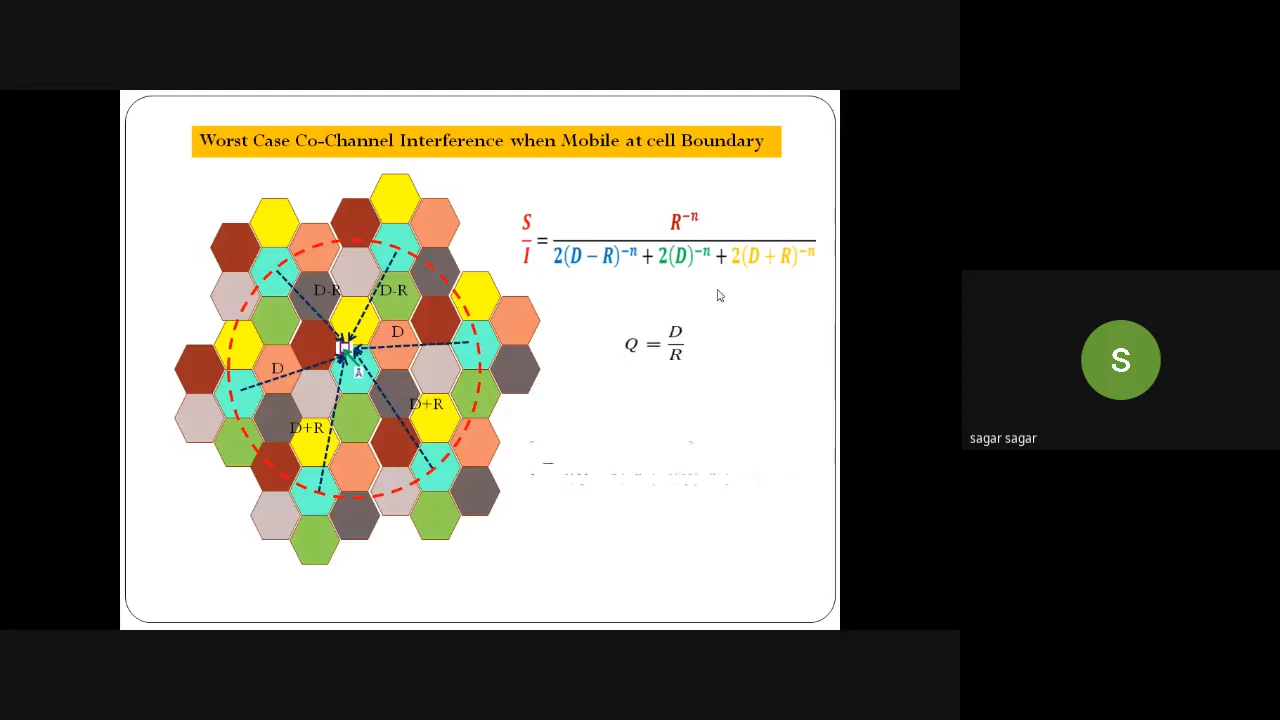 Worst Case Co-Channel Interference when Mobile at cell Boundary
S/I = R⁻ⁿ / 2(D − R)⁻ⁿ + 2(D)⁻ⁿ + 2(D + R)⁻ⁿ
Q = D/R
D-R
D-R
D
D
D+R
D+R
A
S
sagar sagar